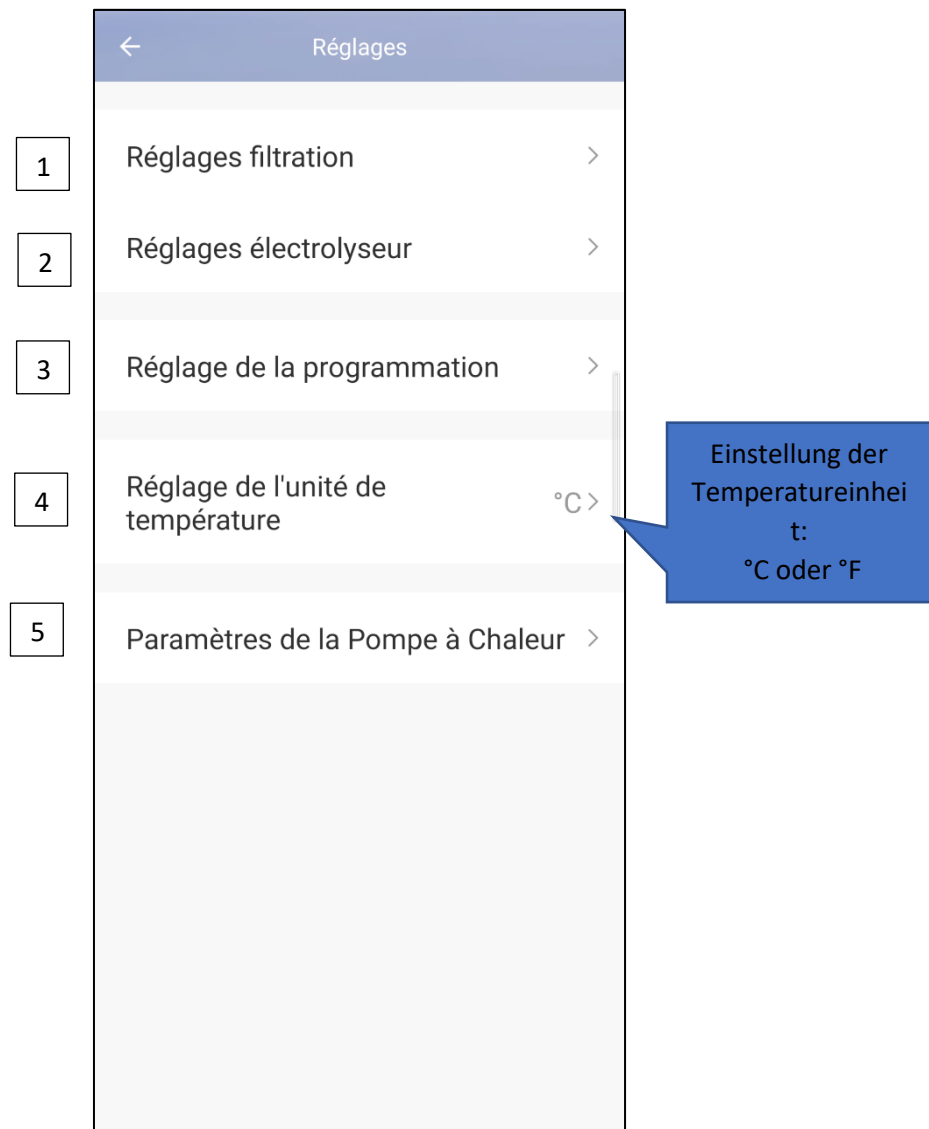 Réglages
1
Réglages filtration
2
Réglages électrolyseur
3
Réglage de la programmation
4
Réglage de l'unité de
température
°C
Einstellung der
Temperatureinhei
t:
°C oder °F
5
Paramètres de la Pompe à Chaleur